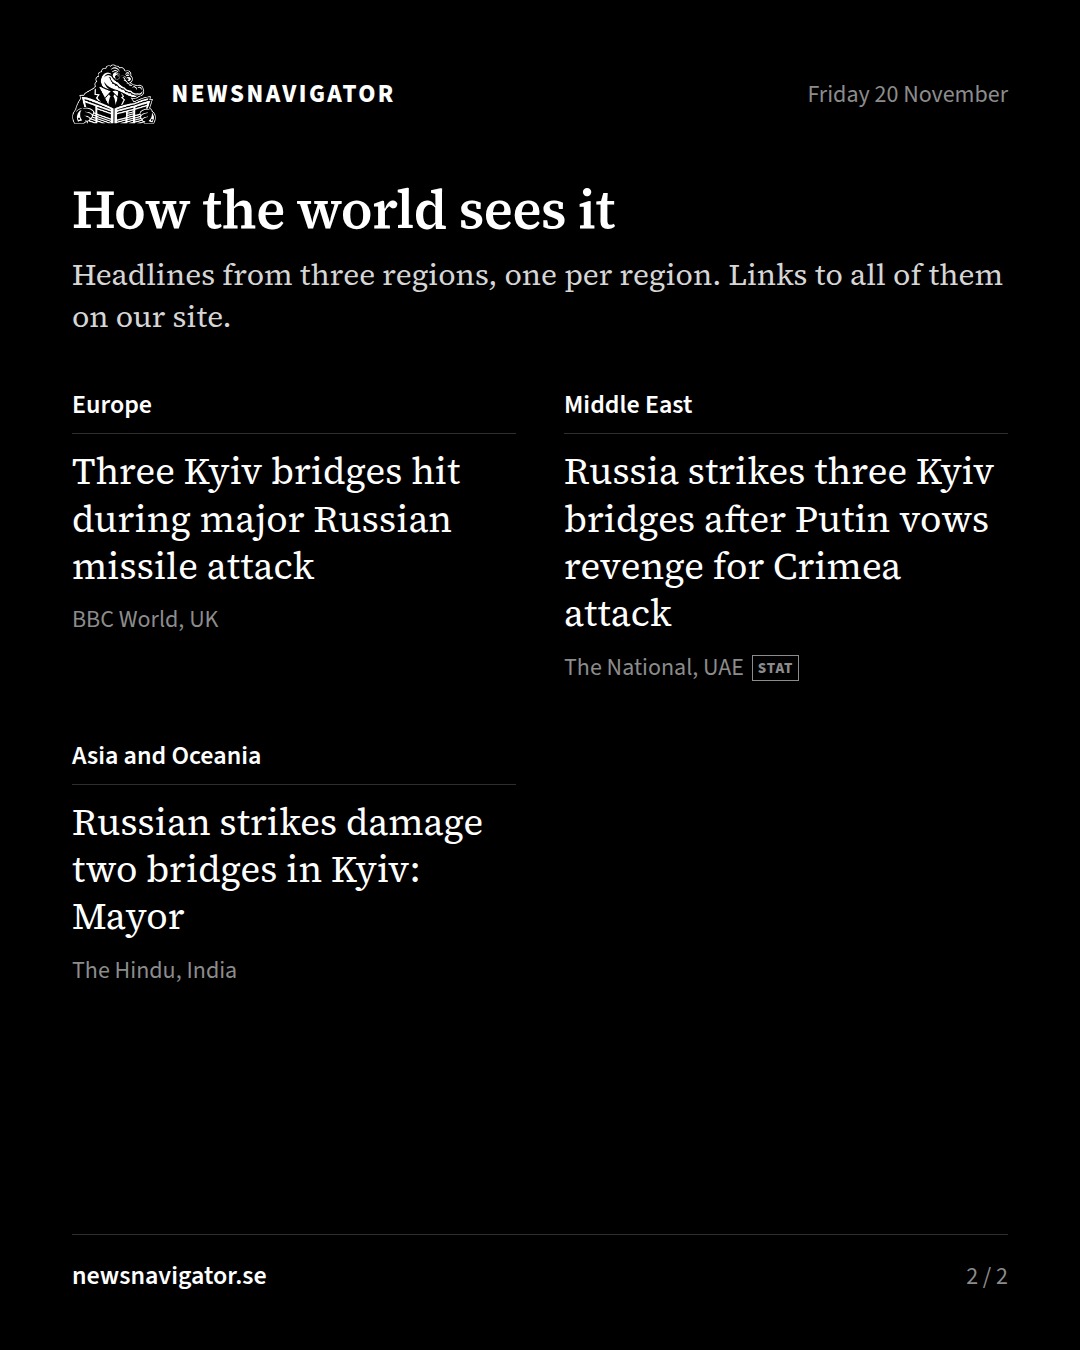 NEWSNAVIGATOR
Friday 20 November
How the world sees it
Headlines from three regions, one per region. Links to all of them
on our site.
Europe
Three Kyiv bridges hit
during major Russian
missile attack
BBC World, UK
Middle East
Russia strikes three Kyiv
bridges after Putin vows
revenge for Crimea
attack
The National, UAE STAT
Asia and Oceania
Russian strikes damage
two bridges in Kyiv:
Mayor
The Hindu, India
newsnavigator.se
2 / 2